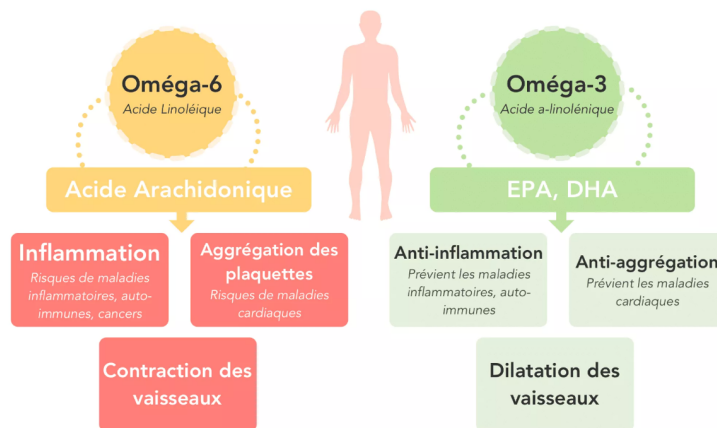 Oméga-6
Acide Linoléique
Acide Arachidonique
Inflammation
Risques de maladies
inflammatoires, auto-
immunes, cancers
Aggrégation des
plaquettes
Risques de maladies
cardiaques
Contraction des
vaisseaux
Oméga-3
Acide a-linolénique
EPA, DHA
Anti-inflammation
Prévient les maladies
inflammatoires, auto-
immunes
Anti-aggrégation
Prévient les maladies
cardiaques
Dilatation des
vaisseaux